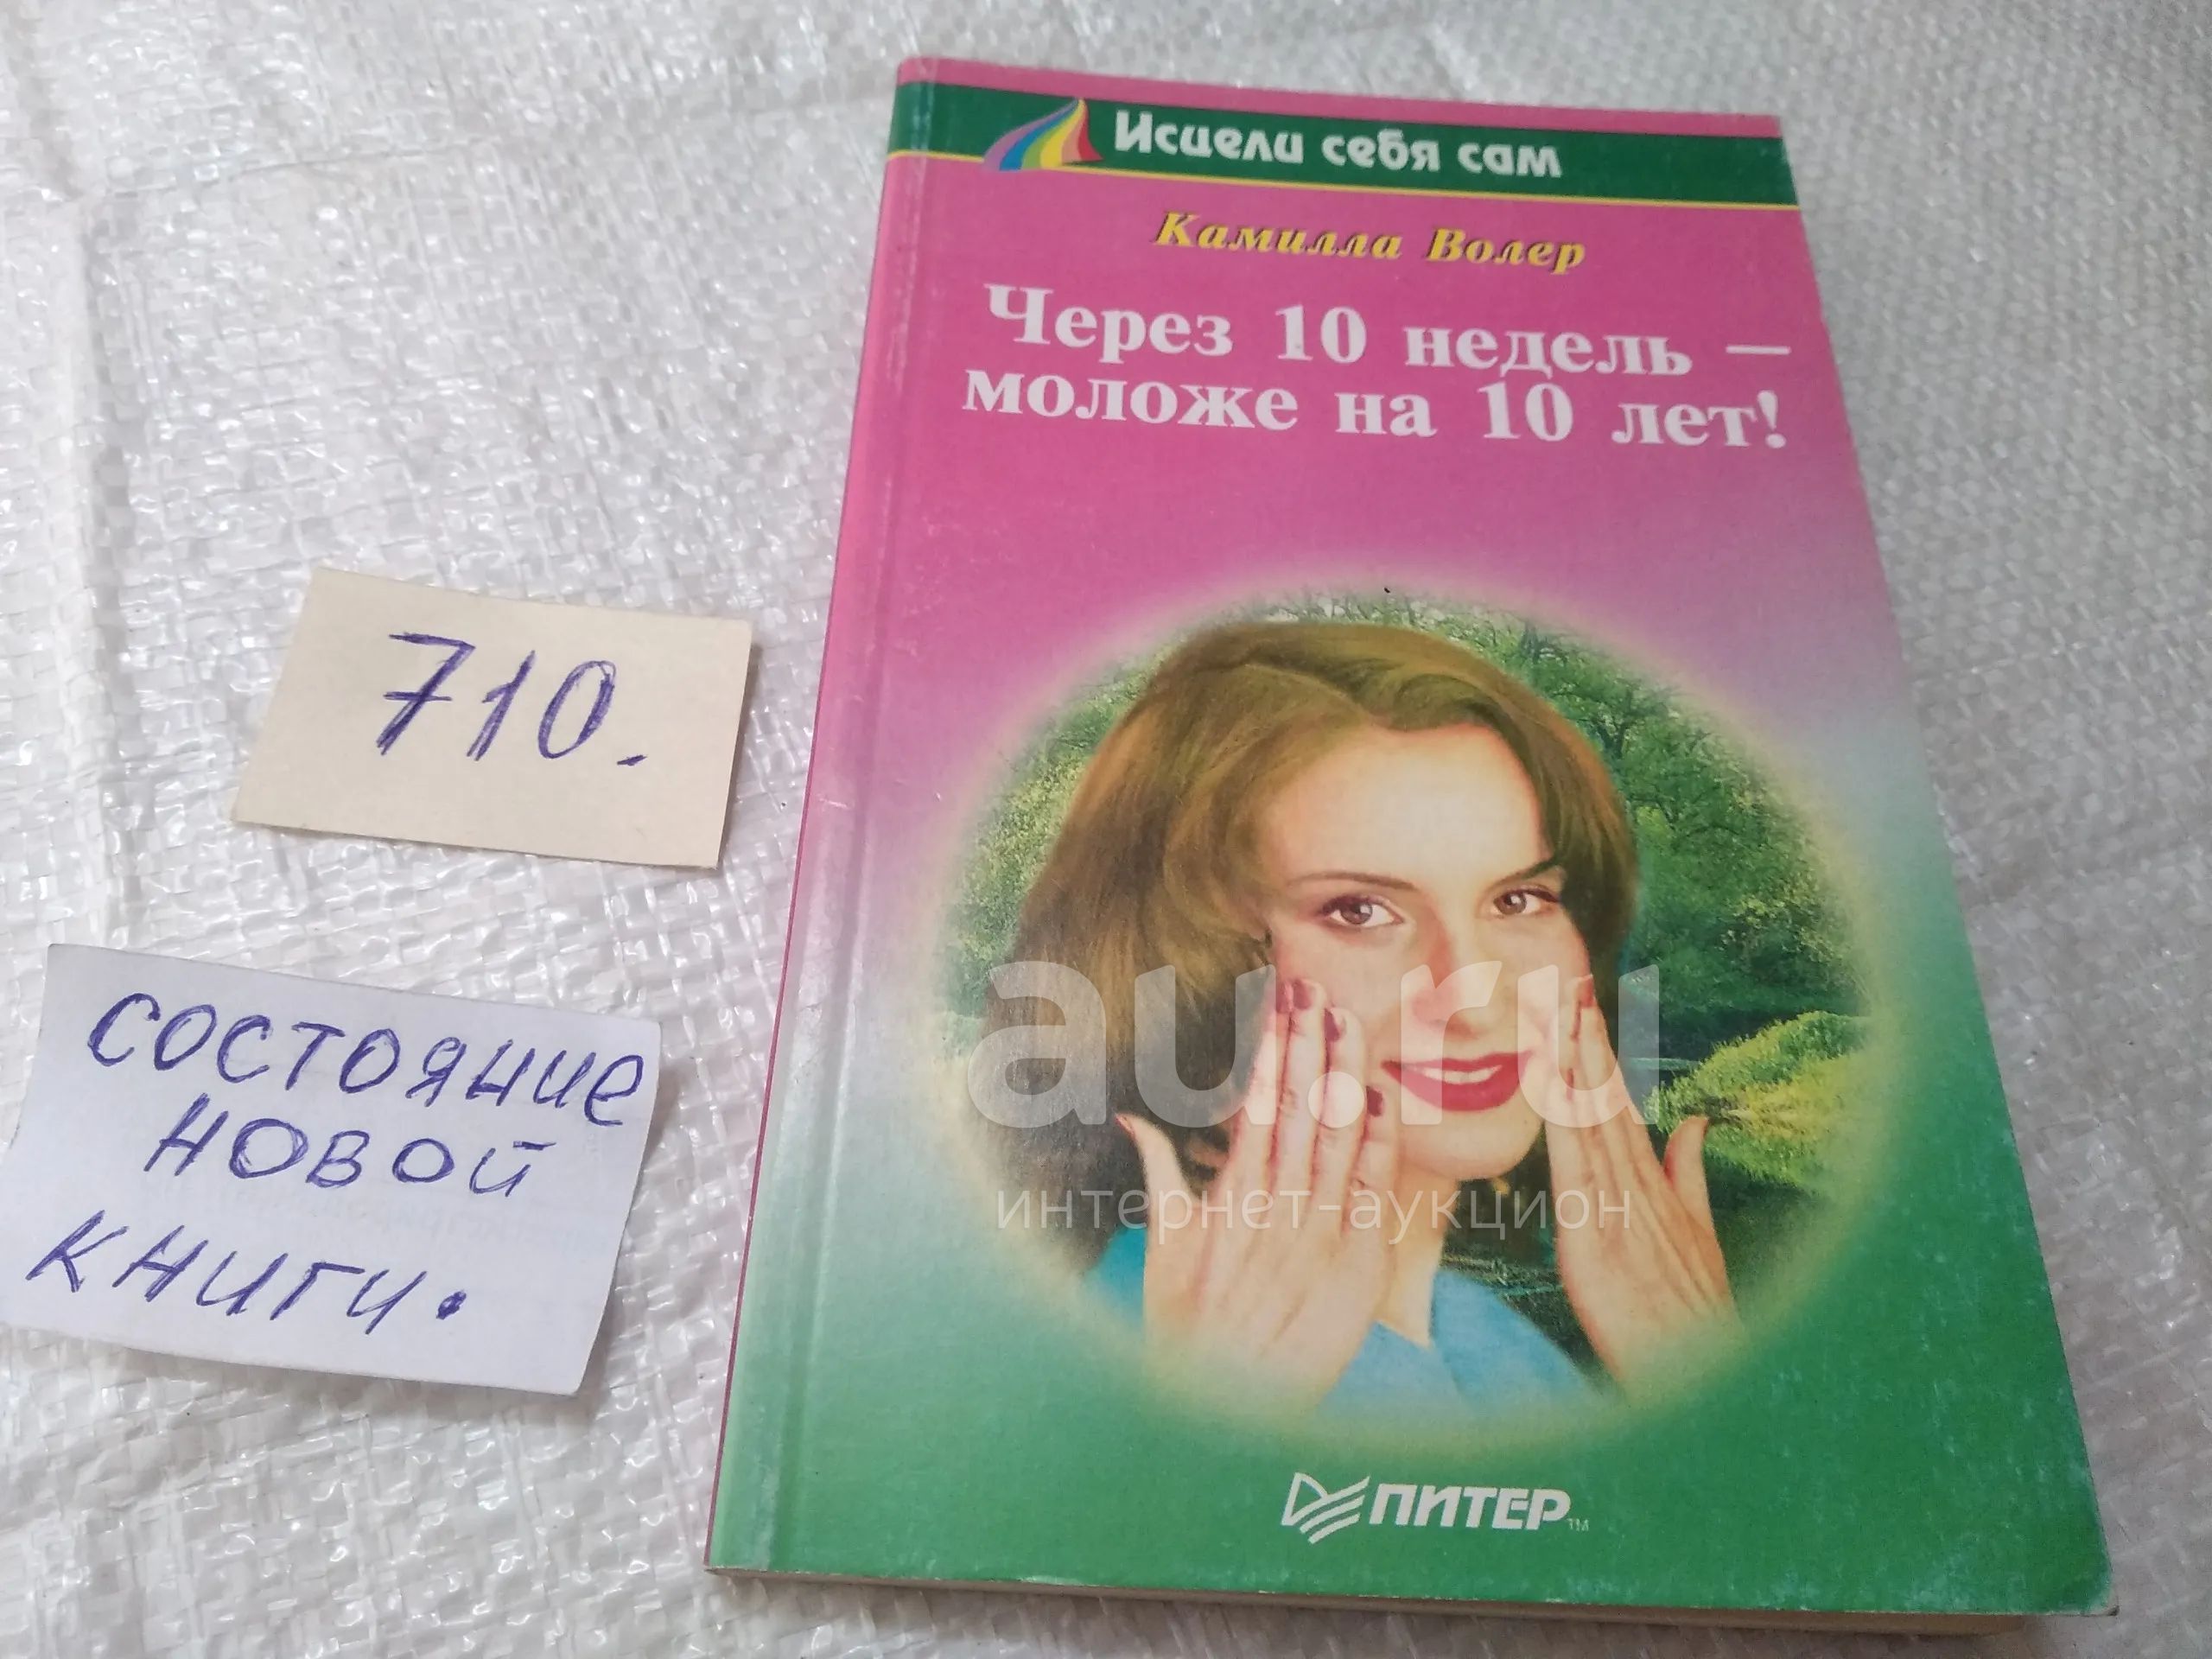 Исцели себя сам
Камилла Волер
Через 10 недель –
моложе на 10 лет!
710.
состояние
новой
книги.
au.ru
интернет-аукцион
ПИТЕР™